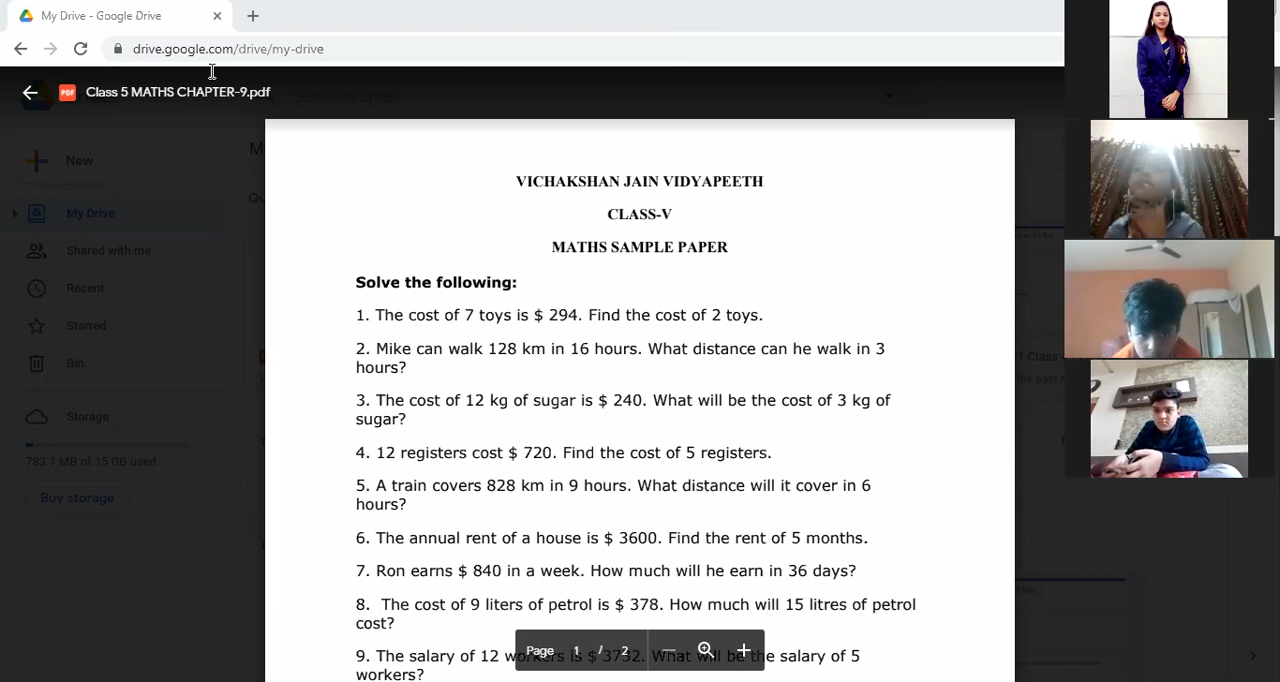 My Drive - Google Drive
drive.google.com/drive/my-drive
PDF Class 5 MATHS CHAPTER-9.pdf
Search in Drive
New
My Drive
Shared with me
Recent
Starred
Bin
Storage
783.1 MB of 15 GB used
Buy storage
VICHAKSHAN JAIN VIDYAPEETH
CLASS-V
MATHS SAMPLE PAPER
Solve the following:
1. The cost of 7 toys is $ 294. Find the cost of 2 toys.
2. Mike can walk 128 km in 16 hours. What distance can he walk in 3
hours?
3. The cost of 12 kg of sugar is $ 240. What will be the cost of 3 kg of
sugar?
4. 12 registers cost $ 720. Find the cost of 5 registers.
5. A train covers 828 km in 9 hours. What distance will it cover in 6
hours?
6. The annual rent of a house is $ 3600. Find the rent of 5 months.
7. Ron earns $ 840 in a week. How much will he earn in 36 days?
8. The cost of 9 liters of petrol is $ 378. How much will 15 litres of petrol
cost?
9. The salary of 12 workers is $ 3732. What will be the salary of 5
workers?
Page 1 / 2